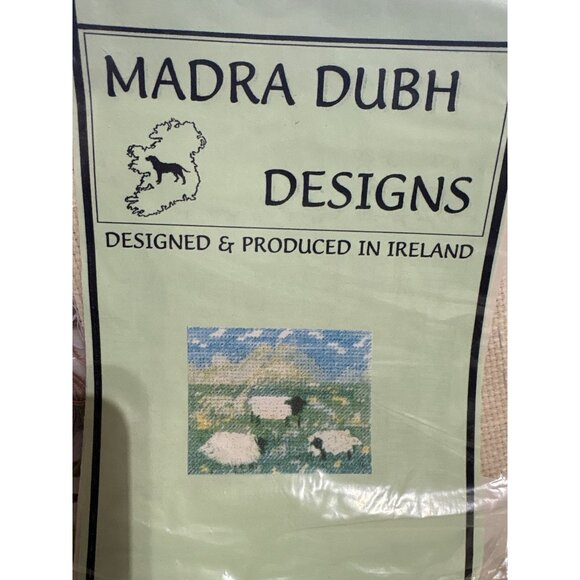 MADRA DUBH
DESIGNS
DESIGNED & PRODUCED IN IRELAND